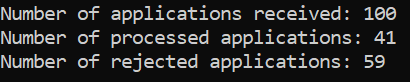 Number of applications received: 100
Number of processed applications: 41
Number of rejected applications: 59